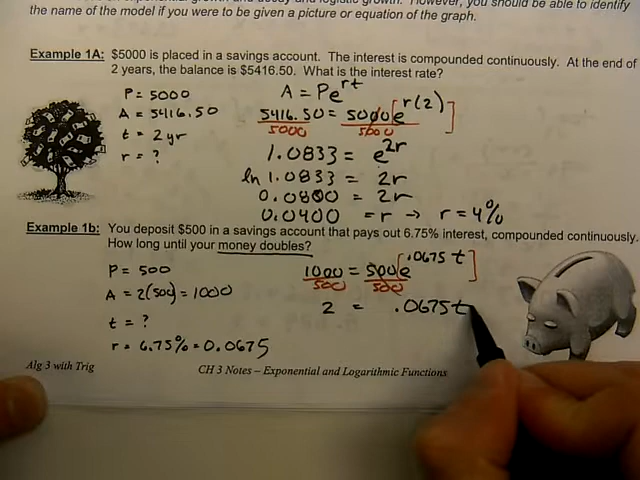 the name of the model if you were to be given a picture or equation of the graph.
Example 1A: $5000 is placed in a savings account. The interest is compounded continuously. At the end of
2 years, the balance is $5416.50. What is the interest rate?
P = 5000
A = 5416.50
t = 2 yr
r = ?
A = Pe^rt
5416.50 = 5000e^r(2)
5000 5000
1.0833 = e^2r
ln 1.0833 = 2r
0.0800 = 2r
0.0400 = r → r = 4%
Example 1b: You deposit $500 in a savings account that pays out 6.75% interest, compounded continuously.
How long until your money doubles?
P = 500
A = 2(500) = 1000
t = ?
r = 6.75% = 0.0675
1000 = 500e^.0675 t
500 500
2 = .0675t
Alg 3 with Trig
CH 3 Notes – Exponential and Logarithmic Functions